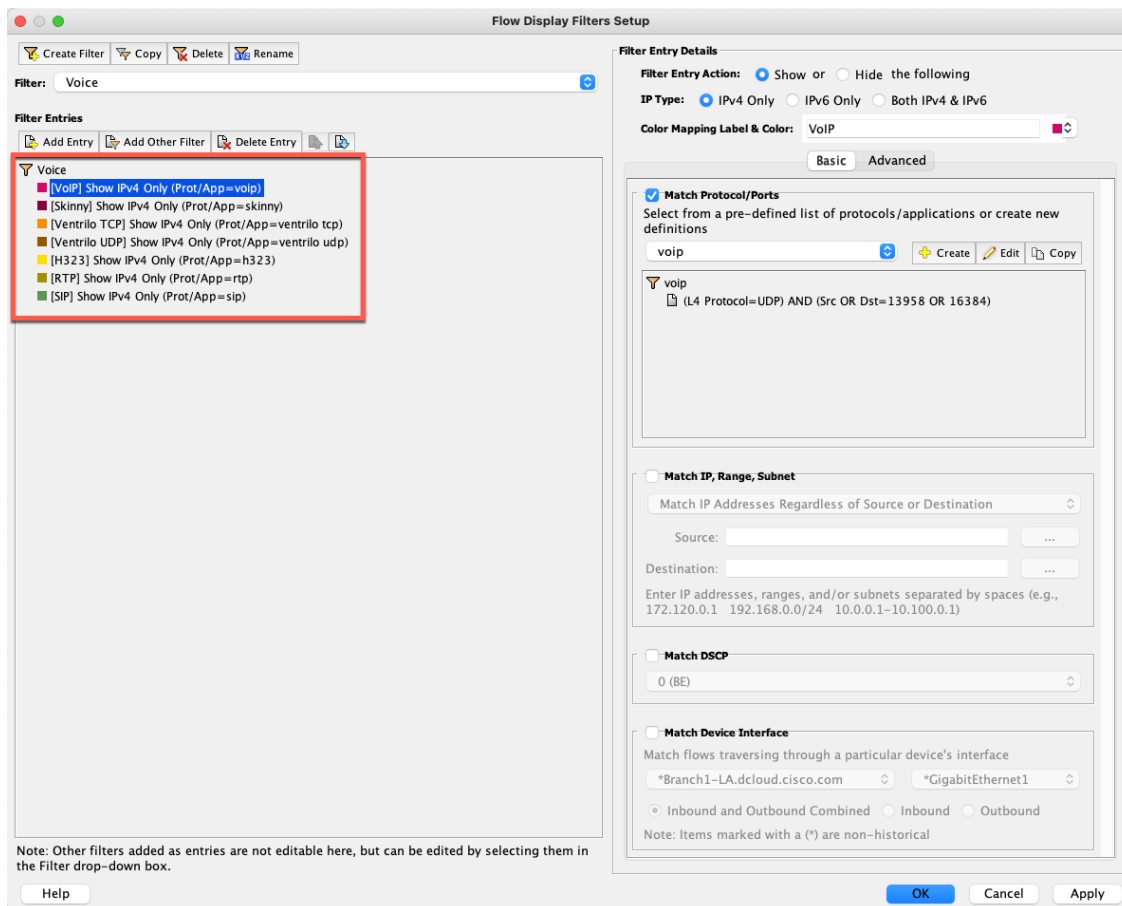 Flow Display Filters Setup
Create Filter Copy Delete Rename
Filter: Voice
Filter Entries
Add Entry Add Other Filter Delete Entry
Voice
[VoIP] Show IPv4 Only (Prot/App=voip)
[Skinny] Show IPv4 Only (Prot/App=skinny)
[Ventrilo TCP] Show IPv4 Only (Prot/App=ventrilo tcp)
[Ventrilo UDP] Show IPv4 Only (Prot/App=ventrilo udp)
[H323] Show IPv4 Only (Prot/App=h323)
[RTP] Show IPv4 Only (Prot/App=rtp)
[SIP] Show IPv4 Only (Prot/App=sip)
Note: Other filters added as entries are not editable here, but can be edited by selecting them in
the Filter drop-down box.
Filter Entry Details
Filter Entry Action: Show or Hide the following
IP Type: IPv4 Only IPv6 Only Both IPv4 & IPv6
Color Mapping Label & Color: VoIP
Basic Advanced
Match Protocol/Ports
Select from a pre-defined list of protocols/applications or create new
definitions
voip Create Edit Copy
voip
(L4 Protocol=UDP) AND (Src OR Dst=13958 OR 16384)
Match IP, Range, Subnet
Match IP Addresses Regardless of Source or Destination
Source: ...
Destination: ...
Enter IP addresses, ranges, and/or subnets separated by spaces (e.g.,
172.120.0.1 192.168.0.0/24 10.0.0.1-10.100.0.1)
Match DSCP
0 (BE)
Match Device Interface
Match flows traversing through a particular device's interface
*Branch1-LA.dcloud.cisco.com *GigabitEthernet1
Inbound and Outbound Combined Inbound Outbound
Note: Items marked with a (*) are non-historical
Help OK Cancel Apply